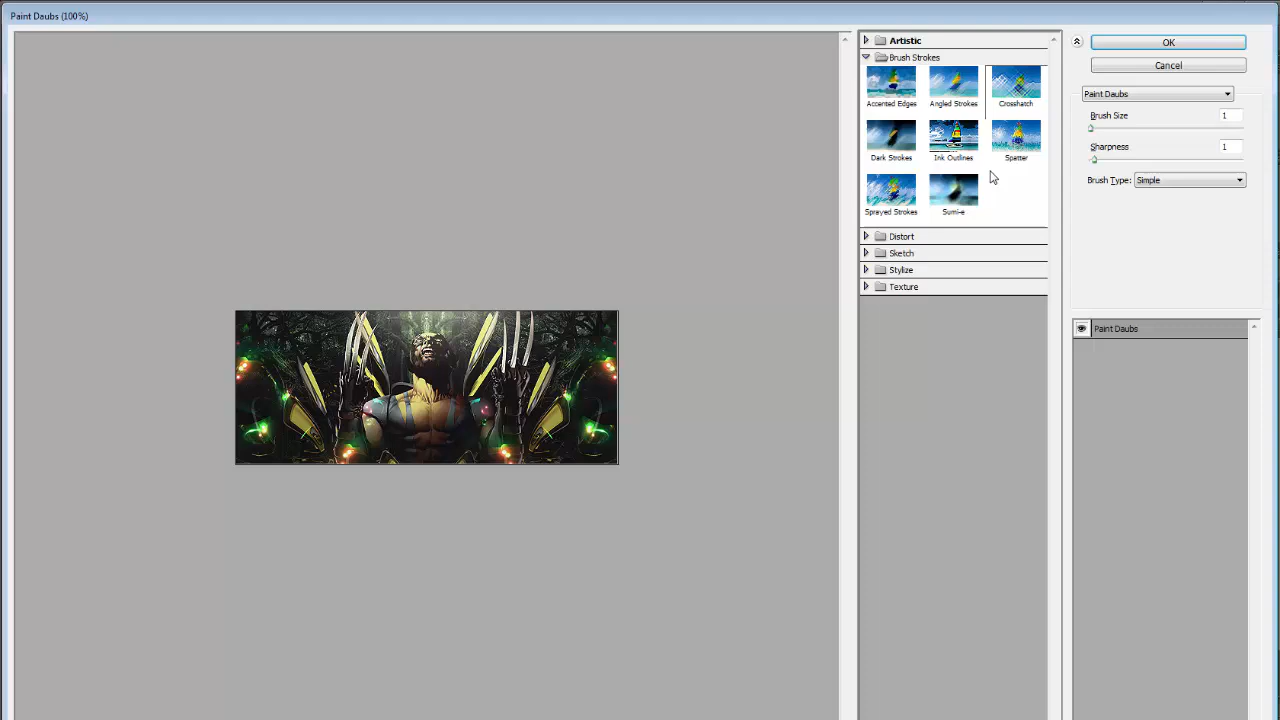 Paint Daubs (100%)
Artistic
Brush Strokes
Accented Edges
Angled Strokes
Crosshatch
Dark Strokes
Ink Outlines
Spatter
Sprayed Strokes
Sumi-e
Distort
Sketch
Stylize
Texture
OK
Cancel
Paint Daubs
Brush Size 1
Sharpness 1
Brush Type: Simple
Paint Daubs